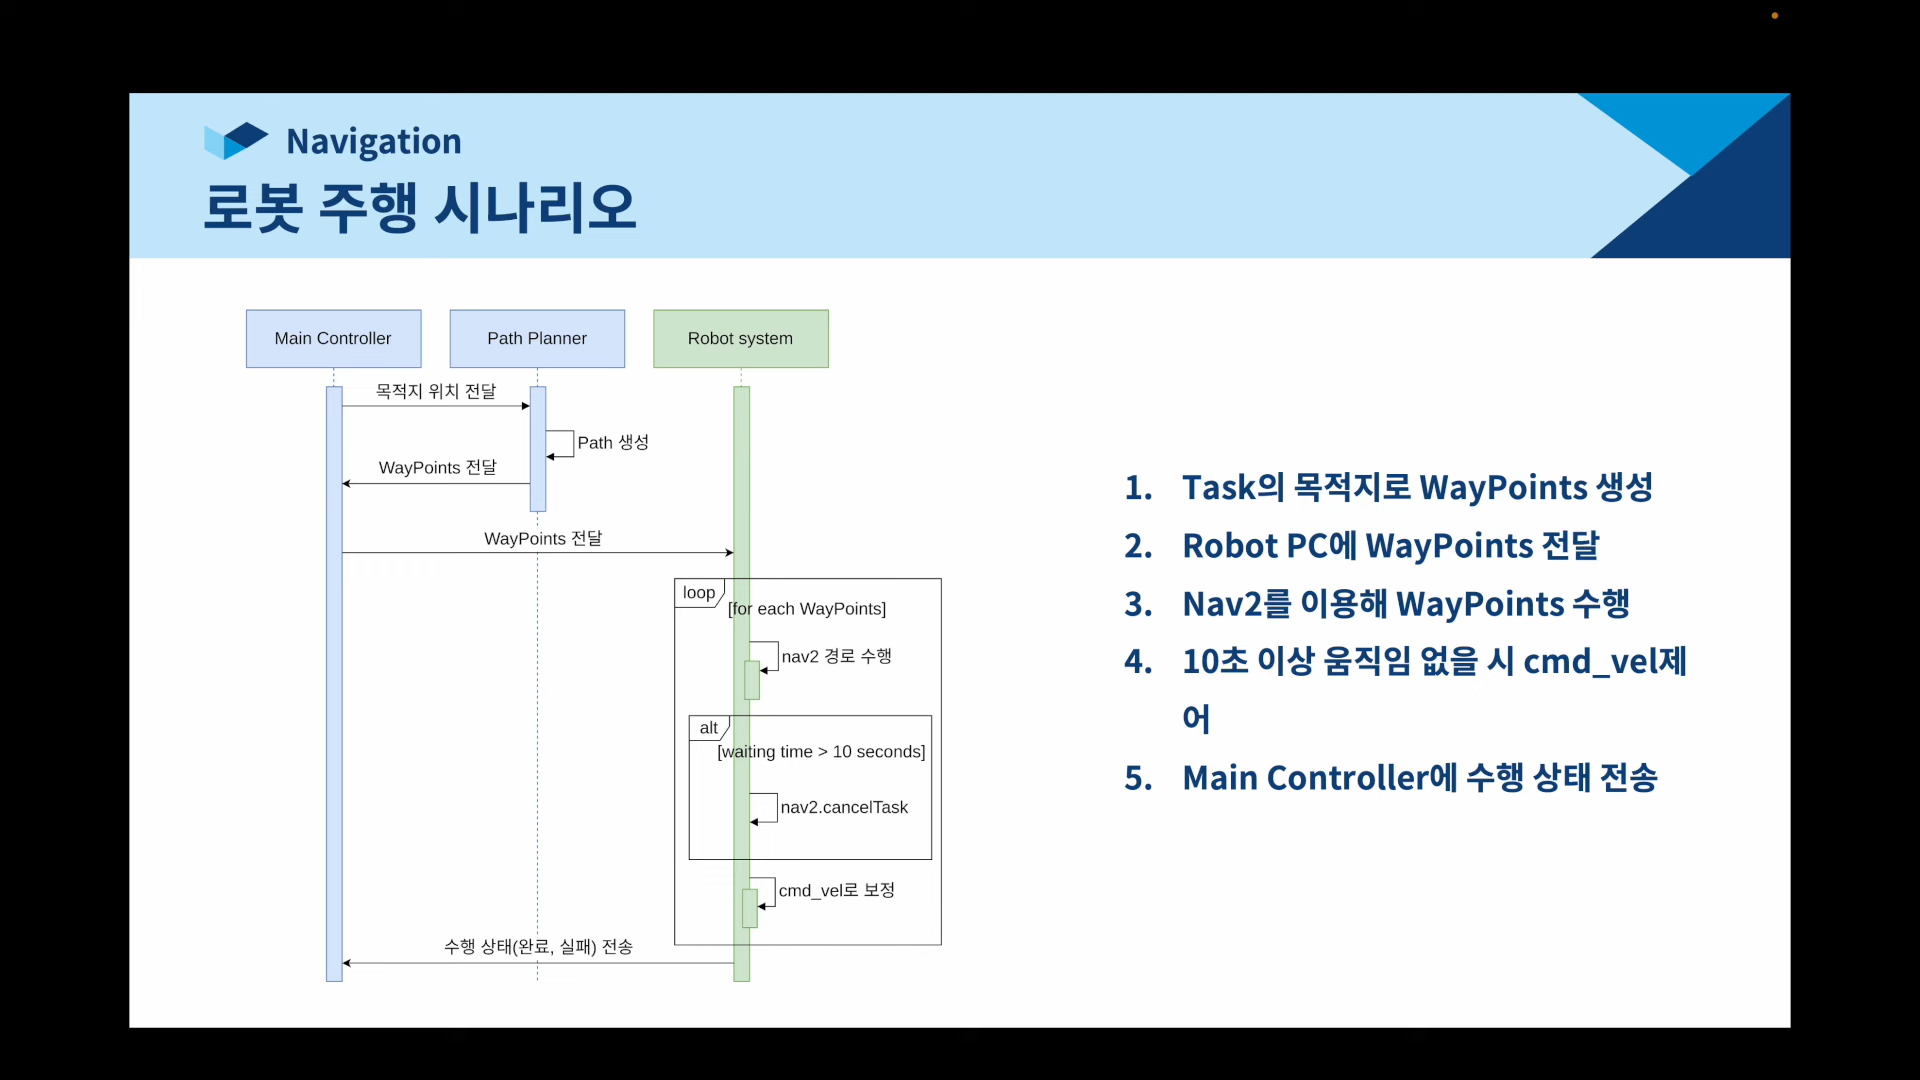 Navigation
로봇 주행 시나리오
Main Controller
Path Planner
Robot system
목적지 위치 전달
Path 생성
WayPoints 전달
WayPoints 전달
loop
[for each WayPoints]
nav2 경로 수행
alt
[waiting time > 10 seconds]
nav2.cancelTask
cmd_vel로 보정
수행 상태(완료, 실패) 전송
1. Task의 목적지로 WayPoints 생성
2. Robot PC에 WayPoints 전달
3. Nav2를 이용해 WayPoints 수행
4. 10초 이상 움직임 없을 시 cmd_vel제
어
5. Main Controller에 수행 상태 전송